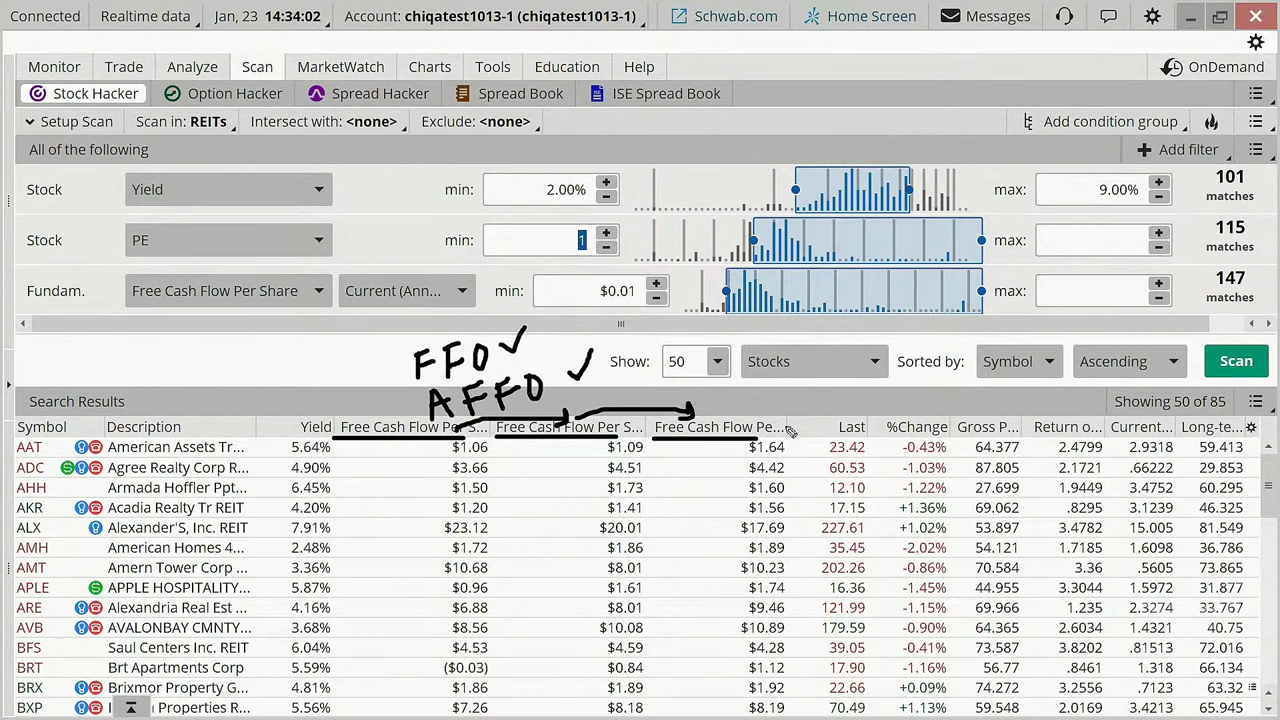 Connected Realtime data Jan, 23 14:34:02 Account: chiqatest1013-1 (chiqatest1013-1) Schwab.com Home Screen Messages
Monitor Trade Analyze Scan MarketWatch Charts Tools Education Help OnDemand
Stock Hacker Option Hacker Spread Hacker Spread Book ISE Spread Book
Setup Scan Scan in: REITs Intersect with: <none> Exclude: <none> Add condition group
All of the following Add filter
Stock Yield min: 2.00% max: 9.00% 101 matches
Stock PE min: 1 max: 115 matches
Fundam. Free Cash Flow Per Share Current (Ann... min: $0.01 max: 147 matches
FFO ✓
Show: 50 Stocks Sorted by: Symbol Ascending Scan
AFFO ✓
Search Results Showing 50 of 85
Symbol Description Yield Free Cash Flow Per S... Free Cash Flow Per S... Free Cash Flow Pe... Last %Change Gross P... Return o... Current... Long-te...
AAT American Assets Tr... 5.64% $1.06 $1.09 $1.64 23.42 -0.43% 64.377 2.4799 2.9318 59.413
ADC Agree Realty Corp R... 4.90% $3.66 $4.51 $4.42 60.53 -1.03% 87.805 2.1721 .66222 29.853
AHH Armada Hoffler Ppt... 6.45% $1.50 $1.73 $1.60 12.10 -1.22% 27.699 1.9449 3.4752 60.295
AKR Acadia Realty Tr REIT 4.20% $1.20 $1.41 $1.56 17.15 +1.36% 69.062 .8295 3.1239 46.325
ALX Alexander'S, Inc. REIT 7.91% $23.12 $20.01 $17.69 227.61 +1.02% 53.897 3.4782 15.005 81.549
AMH American Homes 4... 2.48% $1.72 $1.86 $1.89 35.45 -2.02% 54.121 1.7185 1.6098 36.786
AMT Amern Tower Corp ... 3.36% $10.68 $8.01 $10.23 202.26 -0.86% 70.584 3.36 .5605 73.865
APLE APPLE HOSPITALITY... 5.87% $0.96 $1.61 $1.74 16.36 -1.45% 44.955 3.3044 1.5972 31.877
ARE Alexandria Real Est ... 4.16% $6.88 $8.01 $9.46 121.99 -1.15% 69.966 1.235 2.3274 33.767
AVB AVALONBAY CMNTY... 3.68% $8.56 $10.08 $10.89 179.59 -0.90% 64.365 2.6034 1.4321 40.75
BFS Saul Centers Inc. REIT 6.04% $4.53 $4.59 $4.28 39.05 -0.41% 73.587 3.3802 .81513 72.016
BRT Brt Apartments Corp 5.59% ($0.03) $0.84 $1.12 17.90 -1.16% 56.77 .8461 1.318 66.134
BRX Brixmor Property G... 4.81% $1.86 $1.89 $1.92 22.66 +0.09% 74.272 3.2556 .7123 63.32
BXP Properties R... 5.56% $7.26 $8.18 $8.19 70.49 +1.13% 59.548 2.0169 3.4213 65.945